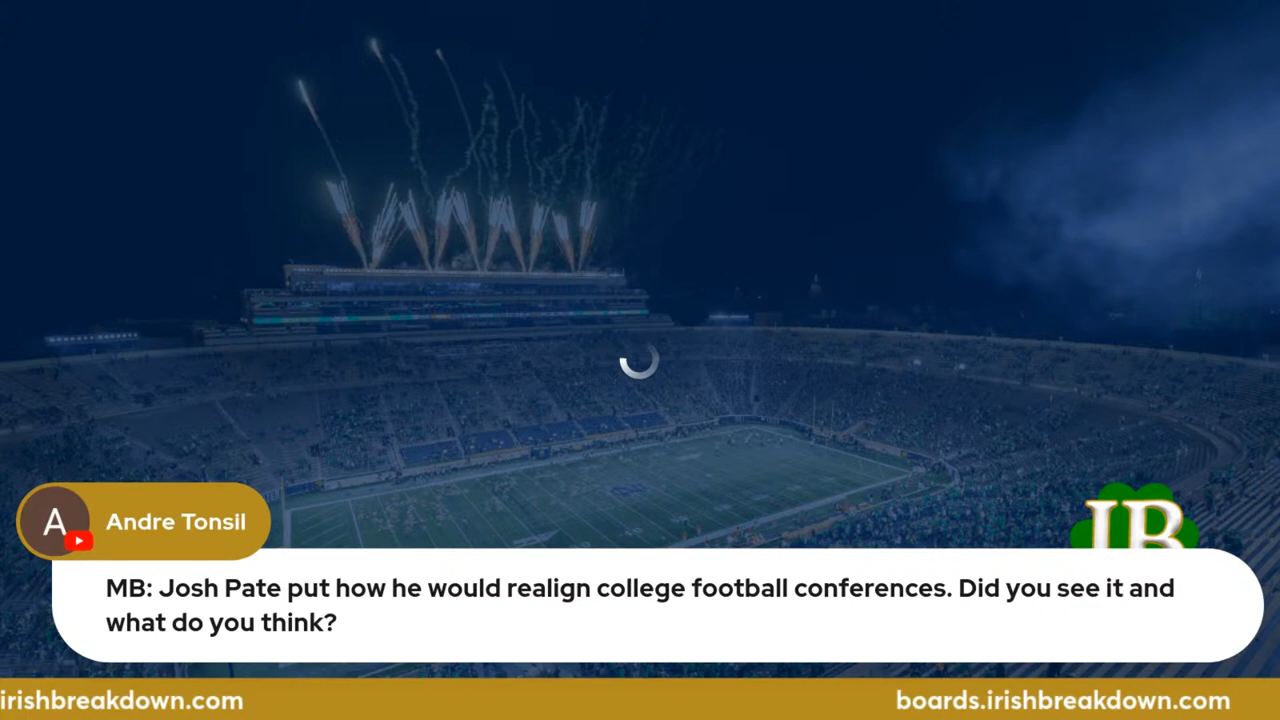 A
Andre Tonsil
IB
MB: Josh Pate put how he would realign college football conferences. Did you see it and
what do you think?
irishbreakdown.com
boards.irishbreakdown.com